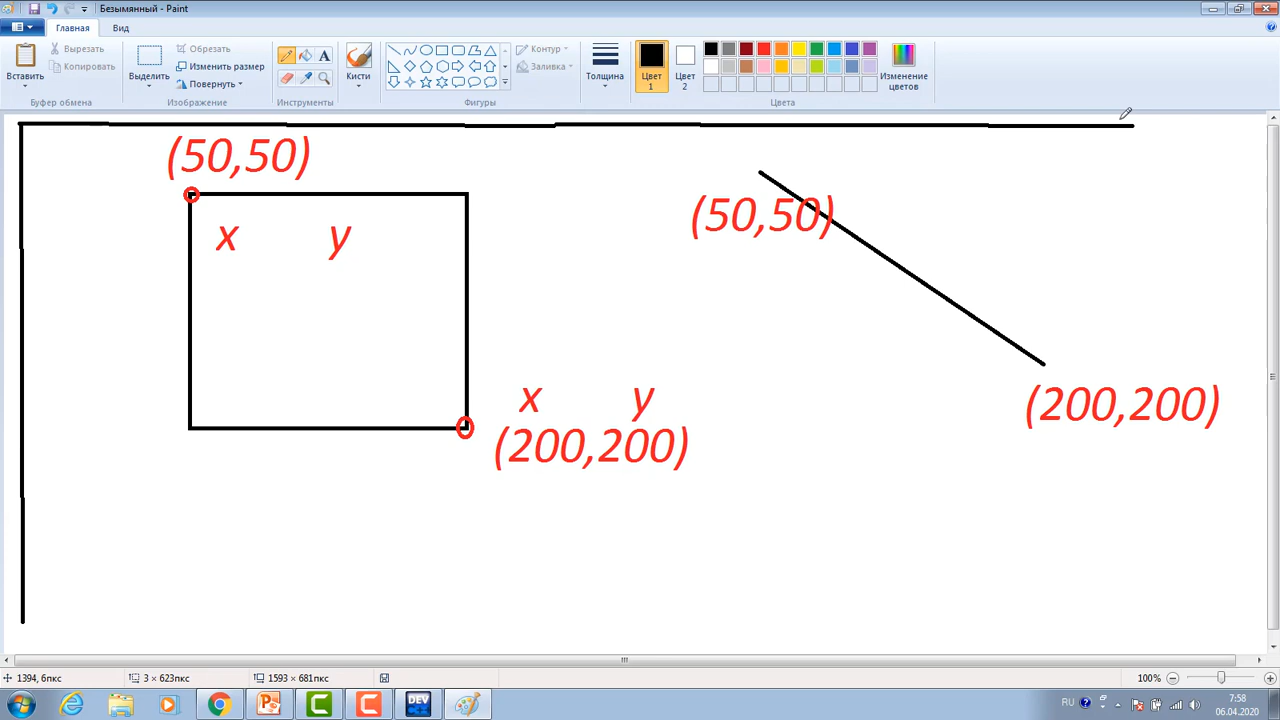 Безымянный - Paint
Главная
Вид
Вставить
Вырезать
Копировать
Буфер обмена
Выделить
Обрезать
Изменить размер
Повернуть
Изображение
A
Инструменты
Кисти
Фигуры
Контур
Заливка
Толщина
Цвет 1
Цвет 2
Изменение цветов
Цвета
(50,50)
x y
x y
(200,200)
(50,50)
(200,200)
1394, 6пкс
3 × 623пкс
1593 × 681пкс
100%
DEV
RU
7:58
06.04.2020